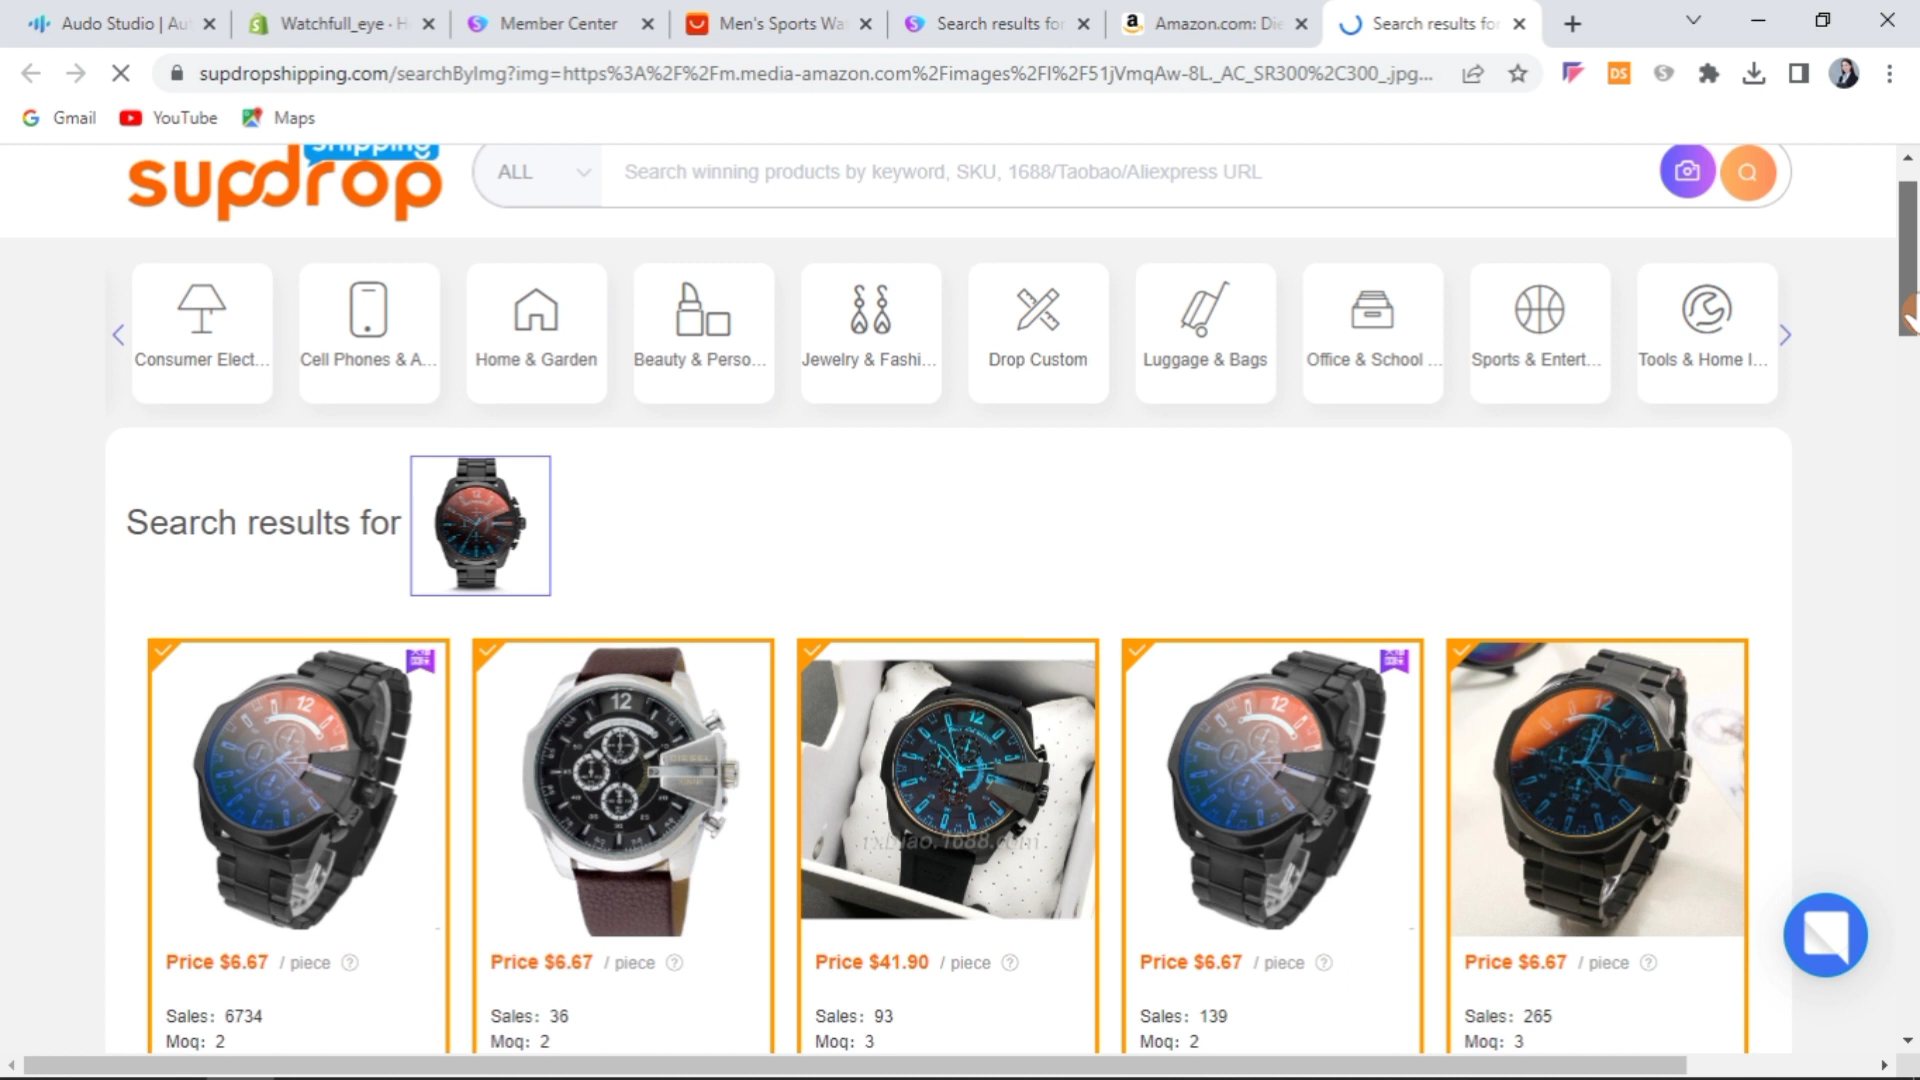 Audo Studio | Au
Watchfull_eye · H
Member Center
Men's Sports Wa
Search results for
Amazon.com: Die
Search results for
supdropshipping.com/searchByImg?img=https%3A%2F%2Fm.media-amazon.com%2Fimages%2FI%2F51jVmqAw-8L._AC_SR300%2C300_.jpg...
DS
Gmail
YouTube
Maps
shipping
supdrop
ALL
Search winning products by keyword, SKU, 1688/Taobao/Aliexpress URL
Consumer Elect...
Cell Phones & A...
Home & Garden
Beauty & Perso...
Jewelry & Fashi...
Drop Custom
Luggage & Bags
Office & School ...
Sports & Entert...
Tools & Home I...
Search results for
Price $6.67 / piece
Price $6.67 / piece
Price $41.90 / piece
Price $6.67 / piece
Price $6.67 / piece
Sales: 6734
Sales: 36
Sales: 93
Sales: 139
Sales: 265
Moq: 2
Moq: 2
Moq: 3
Moq: 2
Moq: 3